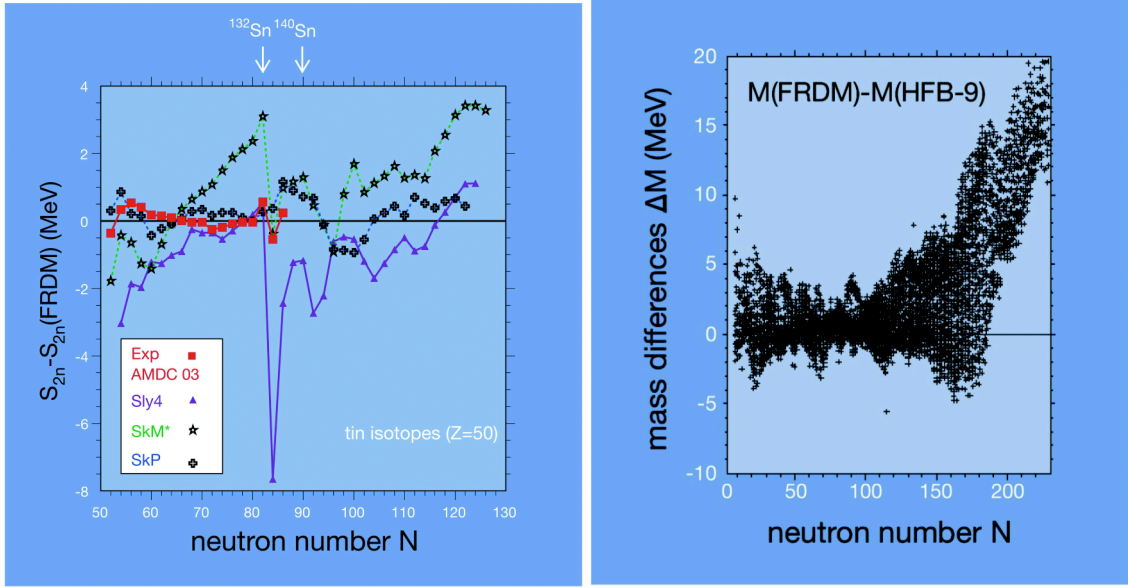 ¹³²Sn ¹⁴⁰Sn
4
2
0
-2
-4
-6
-8
S₂ₙ-S₂ₙ(FRDM) (MeV)
Exp
AMDC 03
Sly4
SkM*
SkP
tin isotopes (Z=50)
50 60 70 80 90 100 110 120 130
neutron number N
20
15
10
5
0
-5
-10
mass differences ΔM (MeV)
M(FRDM)-M(HFB-9)
0 50 100 150 200
neutron number N